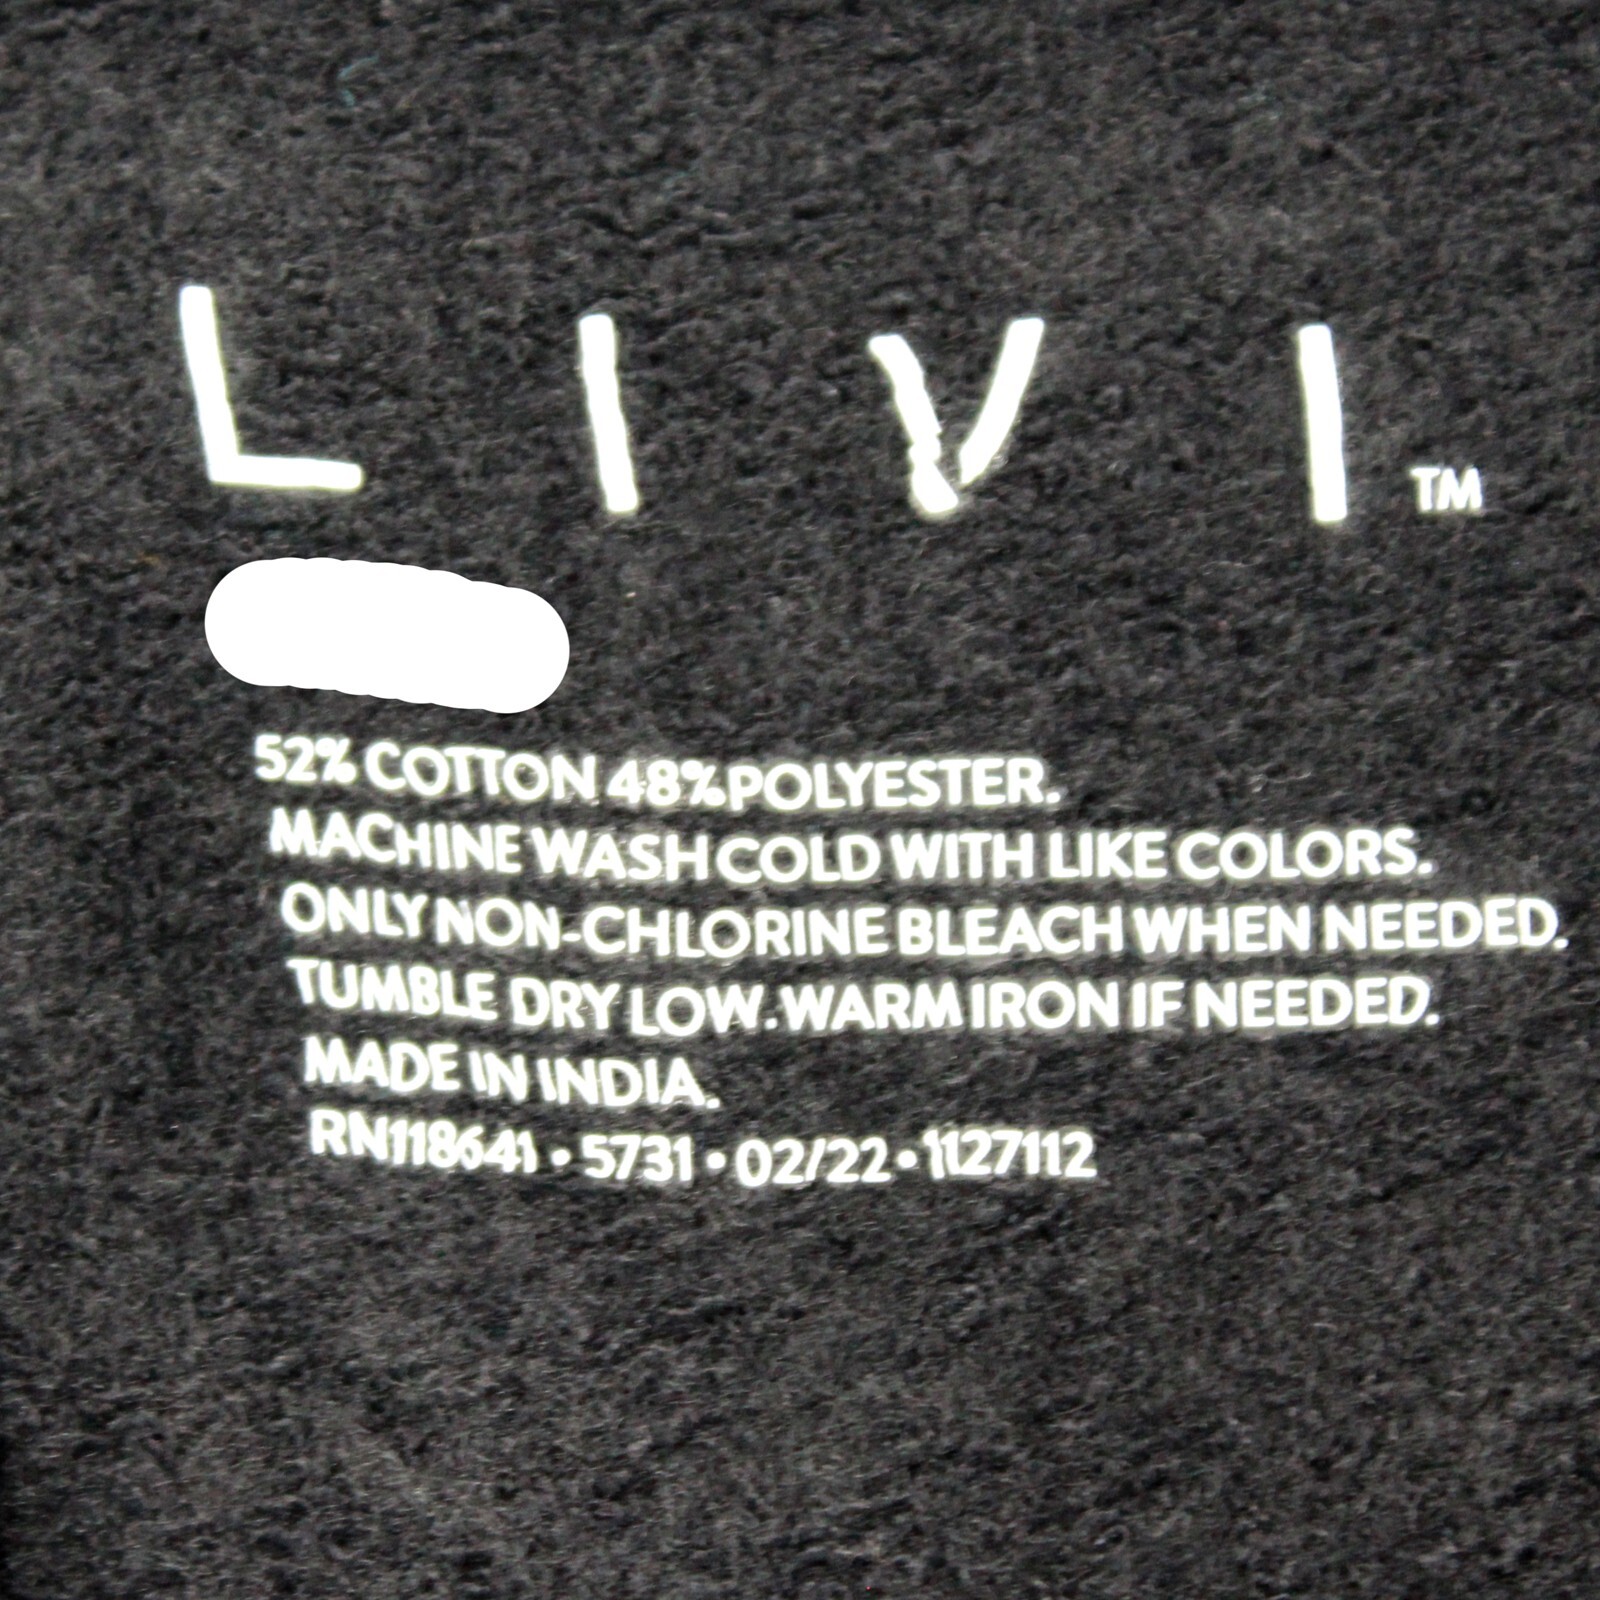 LIVI™
52% COTTON 48% POLYESTER.
MACHINE WASH COLD WITH LIKE COLORS.
ONLY NON-CHLORINE BLEACH WHEN NEEDED.
TUMBLE DRY LOW. WARM IRON IF NEEDED.
MADE IN INDIA.
RN118641 • 5731 • 02/22 • 1127112